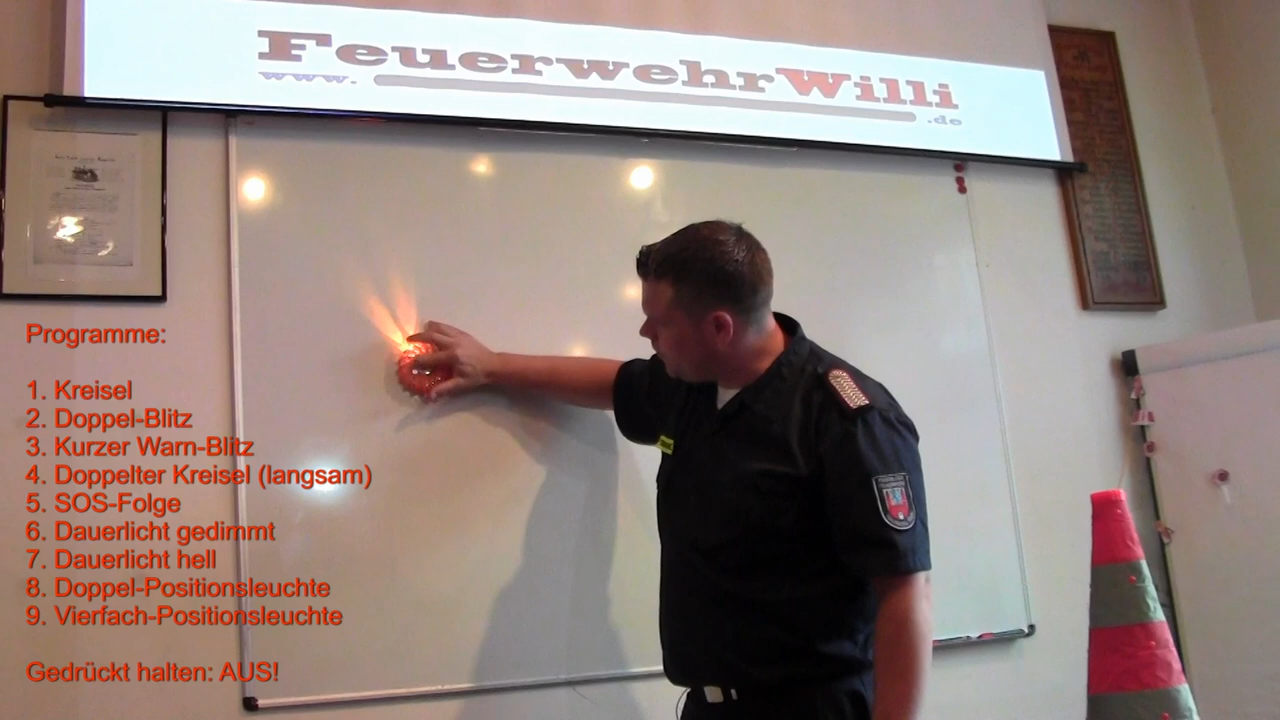 FeuerwehrWilli
www.
.de
Programme:
1. Kreisel
2. Doppel-Blitz
3. Kurzer Warn-Blitz
4. Doppelter Kreisel (langsam)
5. SOS-Folge
6. Dauerlicht gedimmt
7. Dauerlicht hell
8. Doppel-Positionsleuchte
9. Vierfach-Positionsleuchte
Gedrückt halten: AUS!